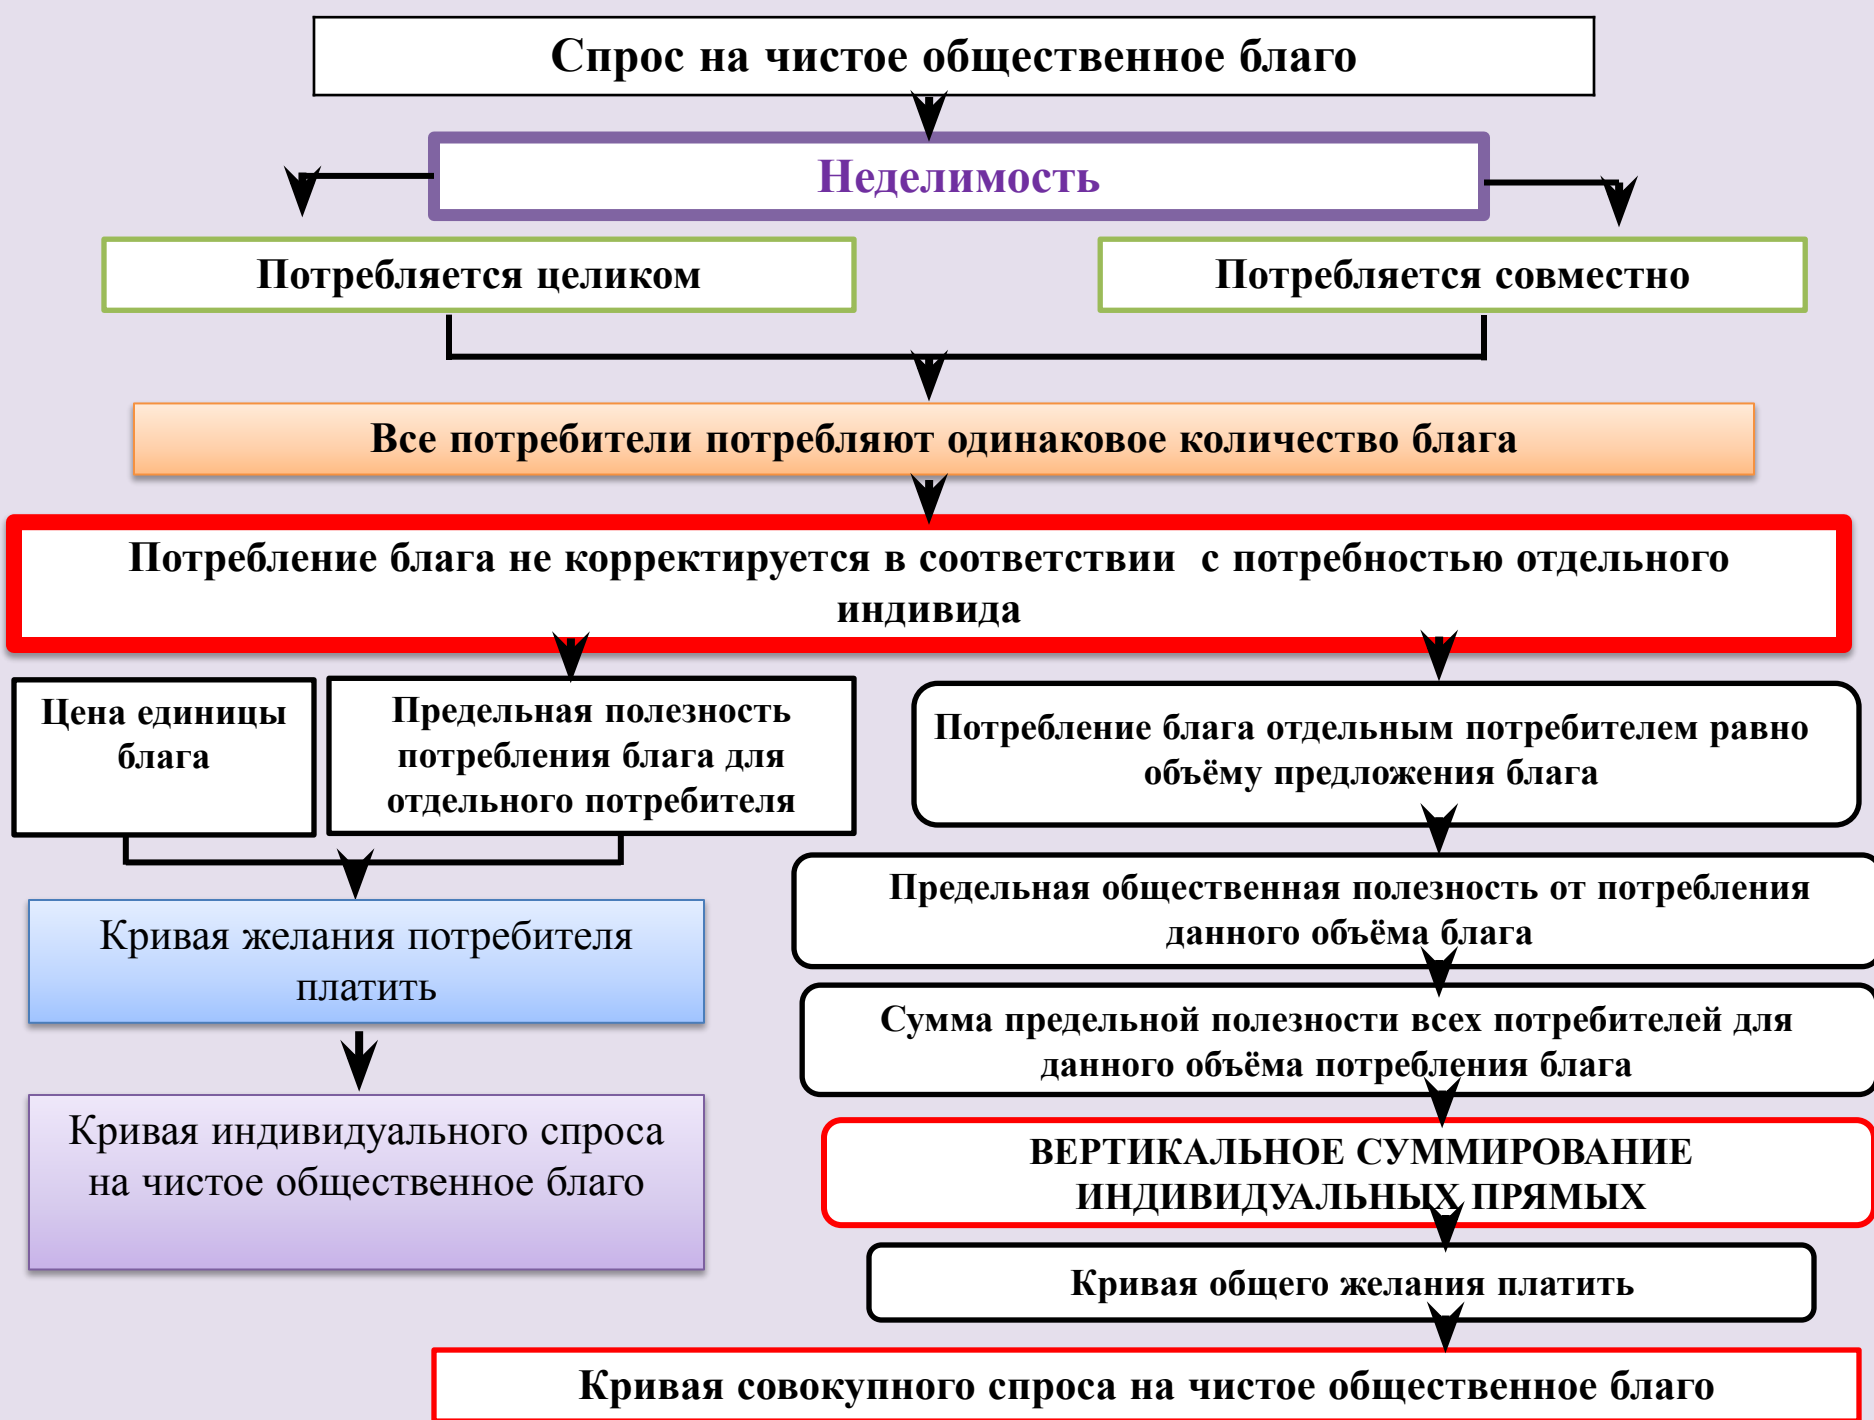 Спрос на чистое общественное благо
Неделимость
Потребляется целиком
Потребляется совместно
Все потребители потребляют одинаковое количество блага
Потребление блага не корректируется в соответствии с потребностью отдельного
индивида
Цена единицы
блага
Предельная полезность
потребления блага для
отдельного потребителя
Кривая желания потребителя
платить
Кривая индивидуального спроса
на чистое общественное благо
Потребление блага отдельным потребителем равно
объёму предложения блага
Предельная общественная полезность от потребления
данного объёма блага
Сумма предельной полезности всех потребителей для
данного объёма потребления блага
ВЕРТИКАЛЬНОЕ СУММИРОВАНИЕ
ИНДИВИДУАЛЬНЫХ ПРЯМЫХ
Кривая общего желания платить
Кривая совокупного спроса на чистое общественное благо